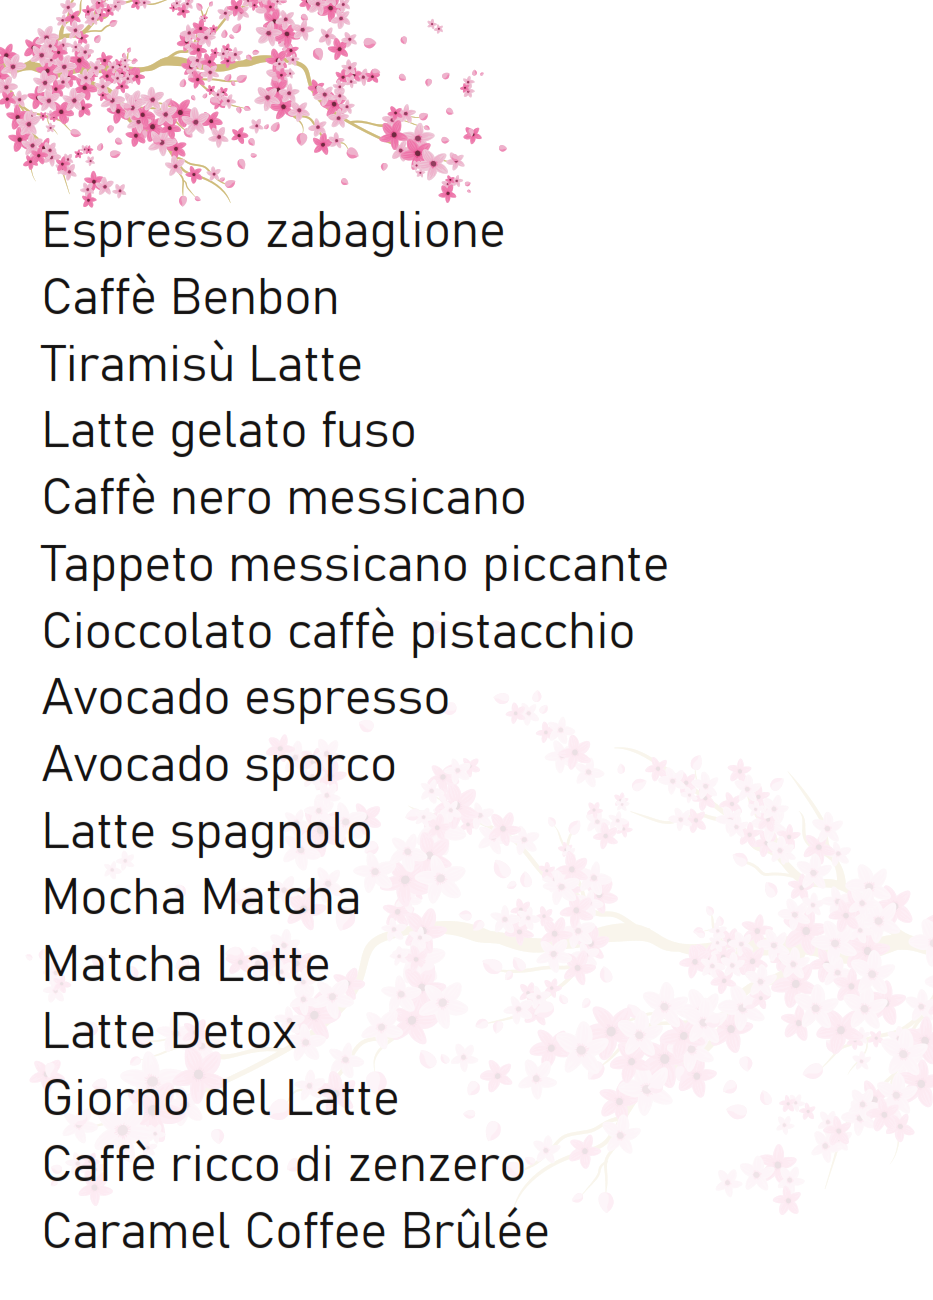 Espresso zabaglione
Caffè Benbon
Tiramisù Latte
Latte gelato fuso
Caffè nero messicano
Tappeto messicano piccante
Cioccolato caffè pistacchio
Avocado espresso
Avocado sporco
Latte spagnolo
Mocha Matcha
Matcha Latte
Latte Detox
Giorno del Latte
Caffè ricco di zenzero
Caramel Coffee Brûlée